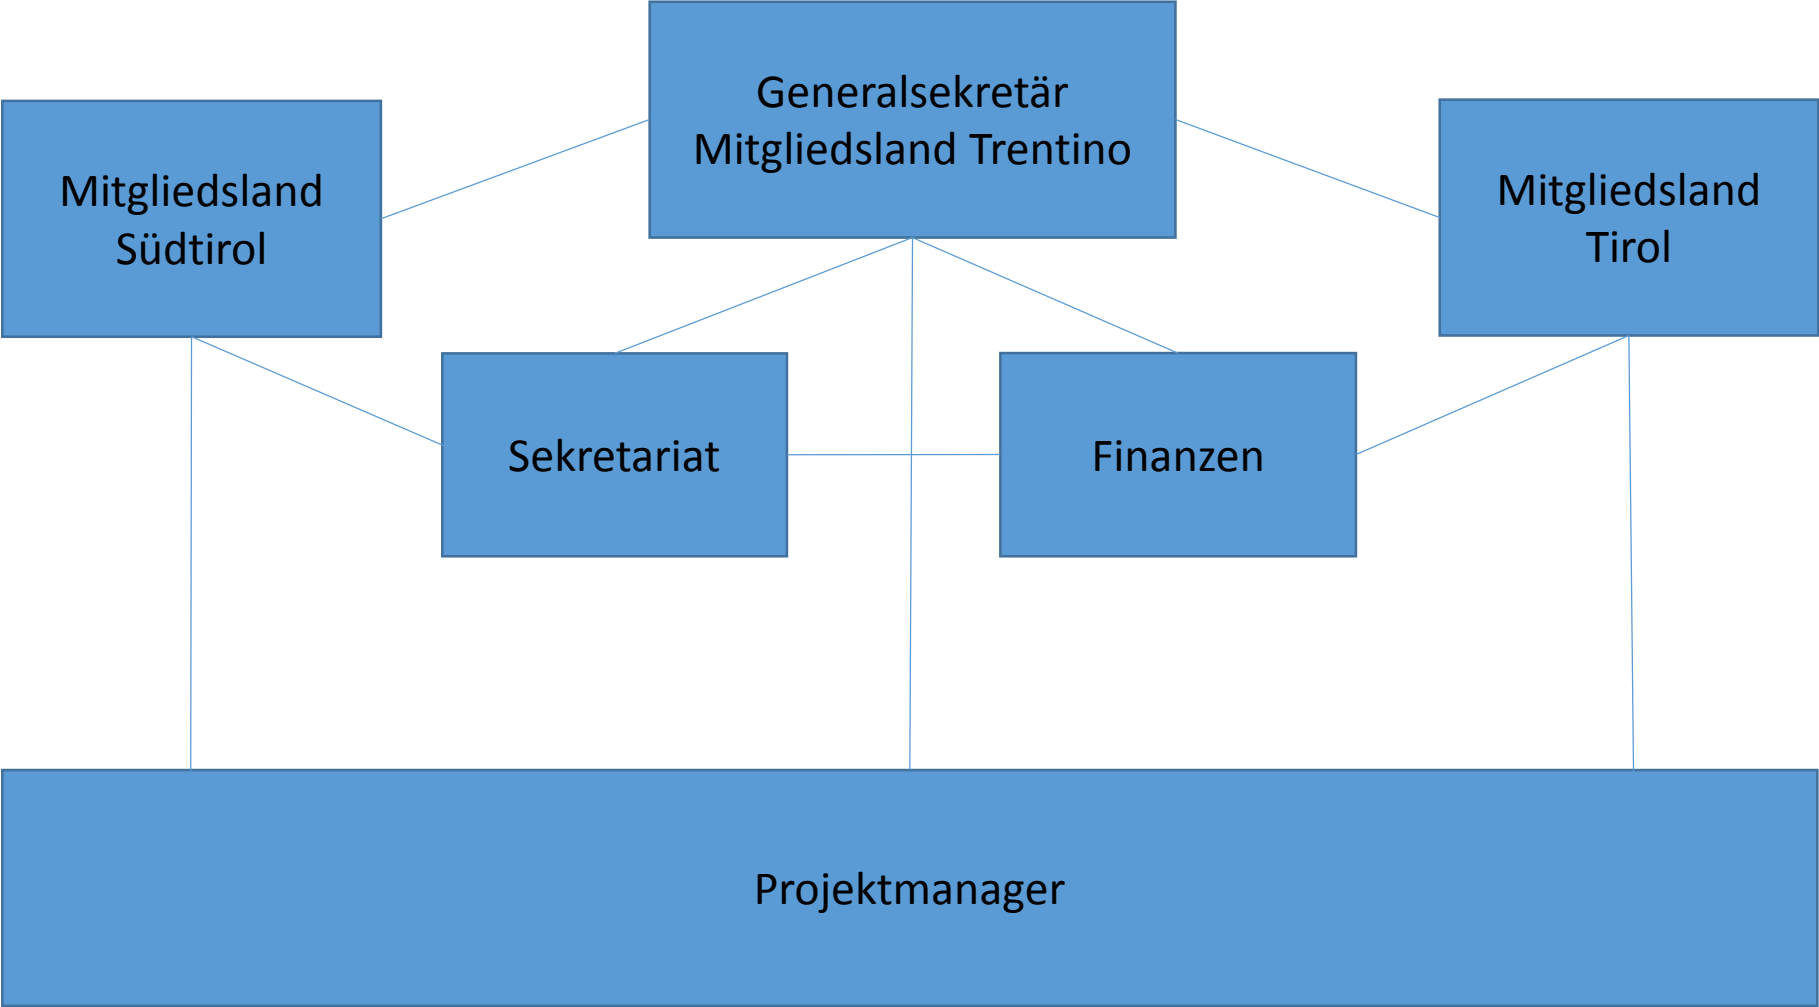 Generalsekretär
Mitgliedsland Trentino
Mitgliedsland
Südtirol
Mitgliedsland
Tirol
Sekretariat
Finanzen
Projektmanager